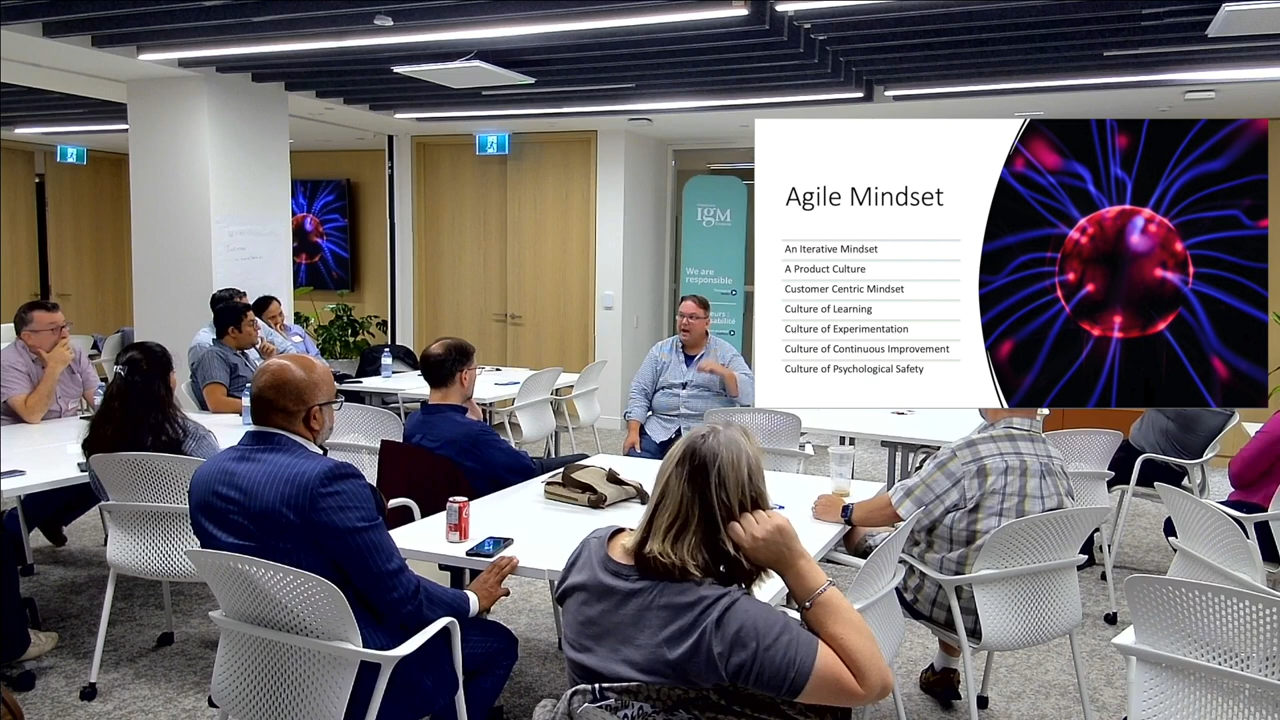 IGM
We are
responsible
Agile Mindset
An Iterative Mindset
A Product Culture
Customer Centric Mindset
Culture of Learning
Culture of Experimentation
Culture of Continuous Improvement
Culture of Psychological Safety